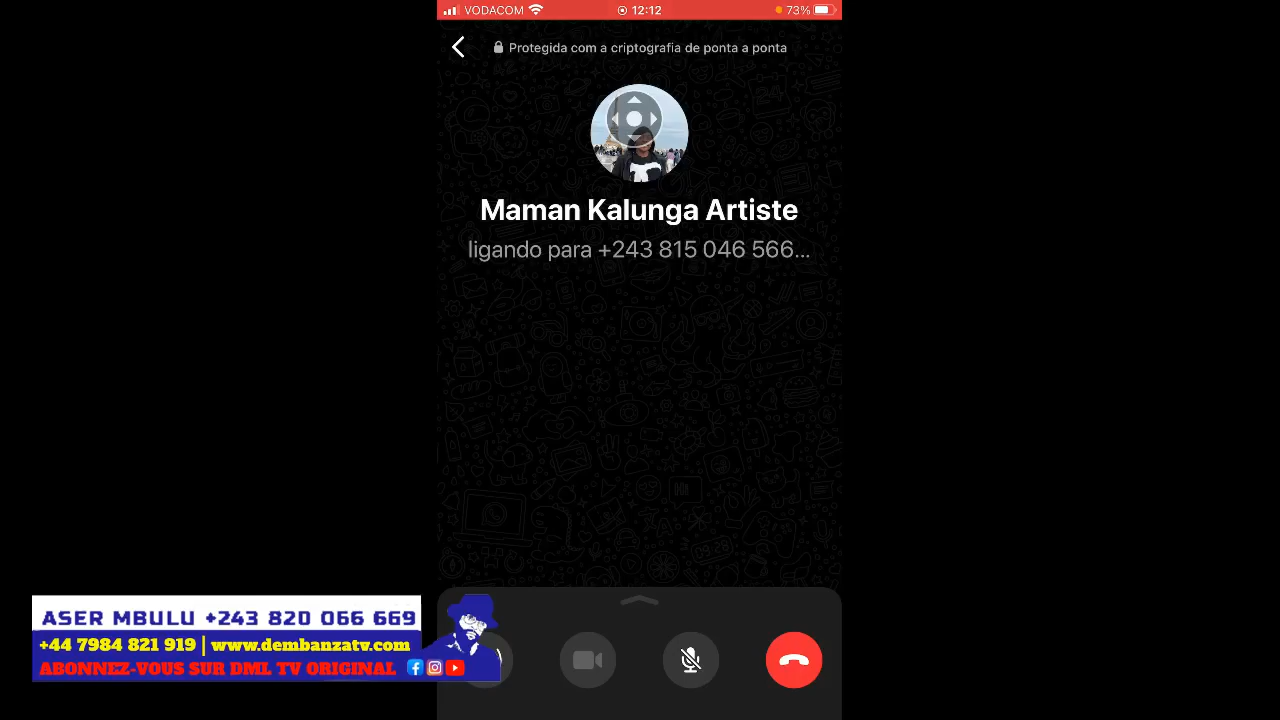 VODACOM 12:12 73%
Protegida com a criptografia de ponta a ponta
Maman Kalunga Artiste
ligando para +243 815 046 566...
ASER MBULU +243 820 066 669
+44 7984 821 919 | www.dembanzatv.com
ABONNEZ-VOUS SUR DML TV ORIGINAL